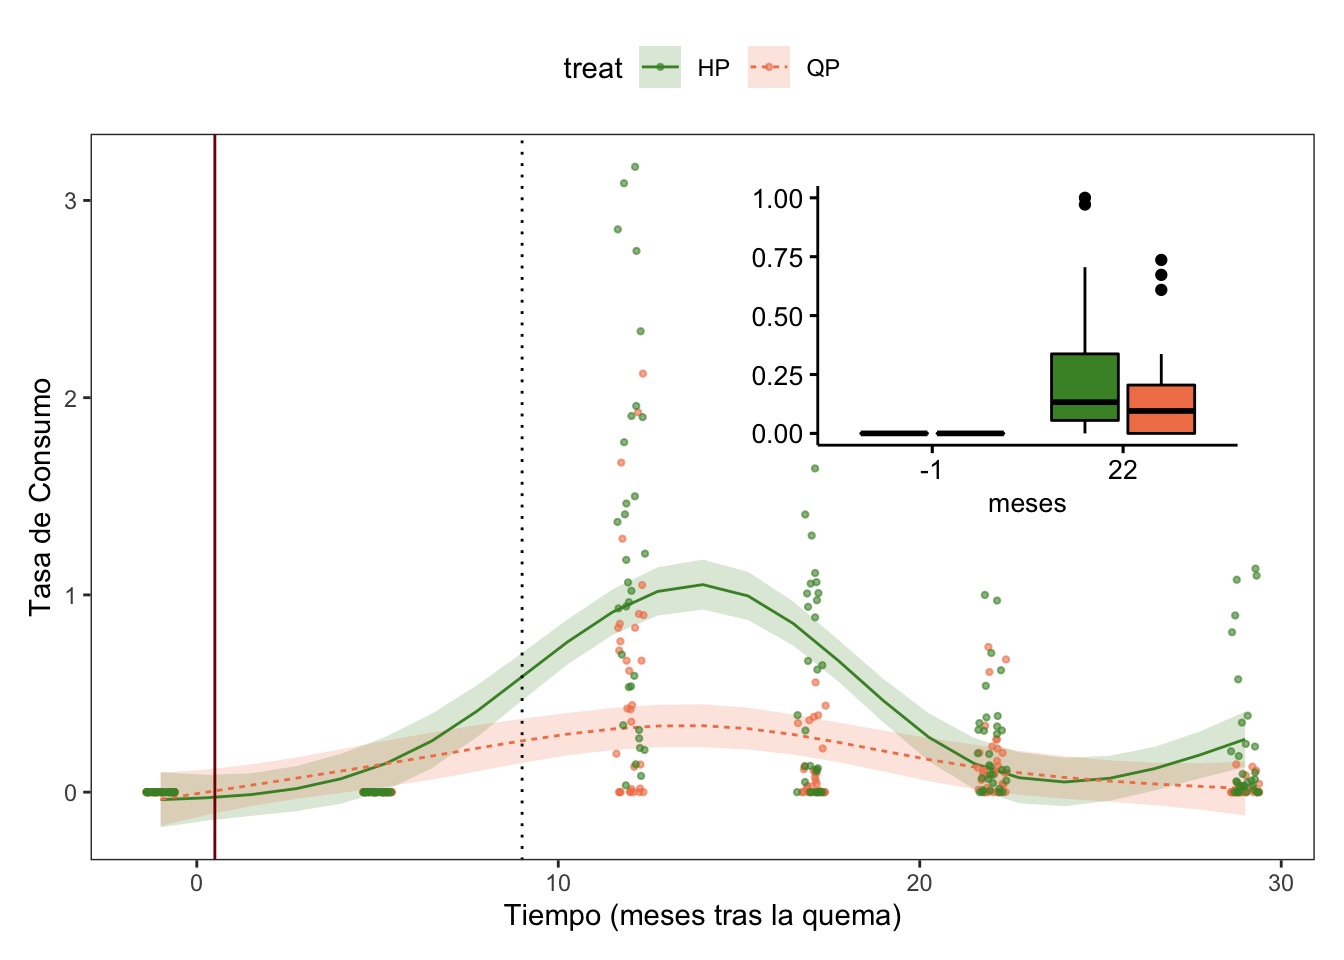 treat HP QP
Tasa de Consumo
3
2
1
0
0 10 20 30
Tiempo (meses tras la quema)
1.00
0.75
0.50
0.25
0.00
-1 22
meses